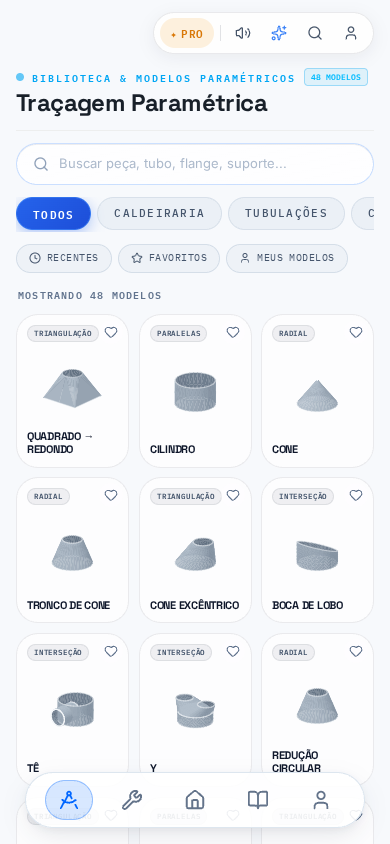 PRO
BIBLIOTECA & MODELOS PARAMÉTRICOS 48 MODELOS
Traçagem Paramétrica
Buscar peça, tubo, flange, suporte...
TODOS CALDEIRARIA TUBULAÇÕES C
RECENTES FAVORITOS MEUS MODELOS
MOSTRANDO 48 MODELOS
TRIANGULAÇÃO PARALELAS RADIAL
QUADRADO →
REDONDO
CILINDRO
CONE
RADIAL TRIANGULAÇÃO INTERSEÇÃO
TRONCO DE CONE CONE EXCÊNTRICO BOCA DE LOBO
INTERSEÇÃO INTERSEÇÃO RADIAL
TÊ
Y
REDUÇÃO
CIRCULAR